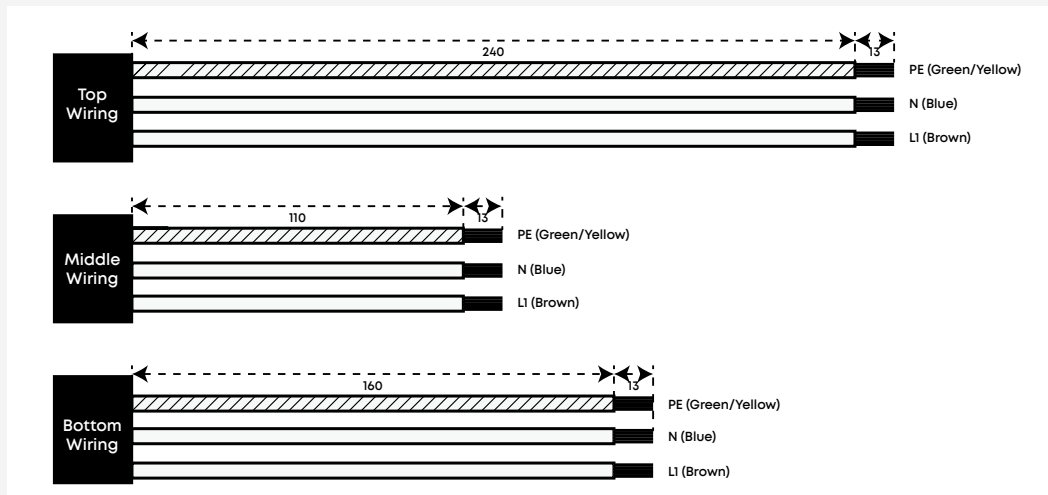 240
13
Top
Wiring
PE (Green/Yellow)
N (Blue)
L1 (Brown)
110
13
Middle
Wiring
PE (Green/Yellow)
N (Blue)
L1 (Brown)
160
13
Bottom
Wiring
PE (Green/Yellow)
N (Blue)
L1 (Brown)